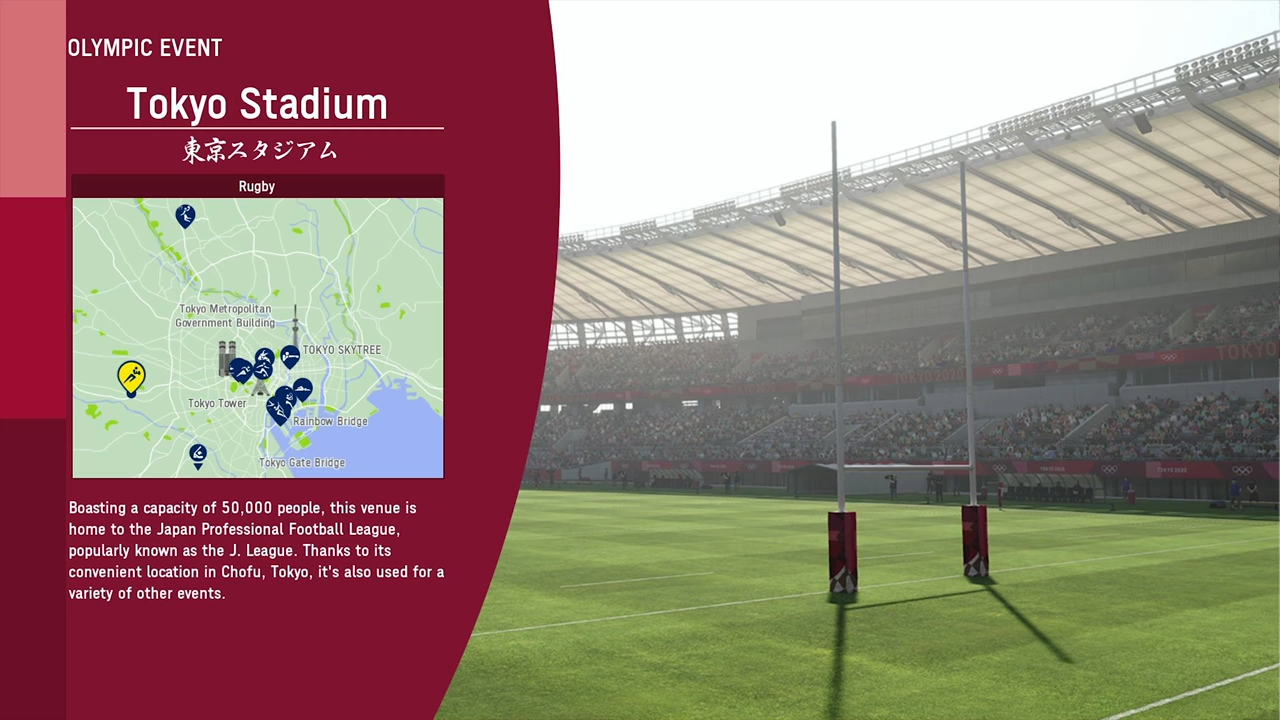 OLYMPIC EVENT
Tokyo Stadium
東京スタジアム
Rugby
Tokyo Metropolitan
Government Building
TOKYO SKYTREE
Tokyo Tower
Rainbow Bridge
Tokyo Gate Bridge
Boasting a capacity of 50,000 people, this venue is
home to the Japan Professional Football League,
popularly known as the J. League. Thanks to its
convenient location in Chofu, Tokyo, it's also used for a
variety of other events.
TOKYO
TOKYO2020
TOKYO 2020
TOKYO 2020